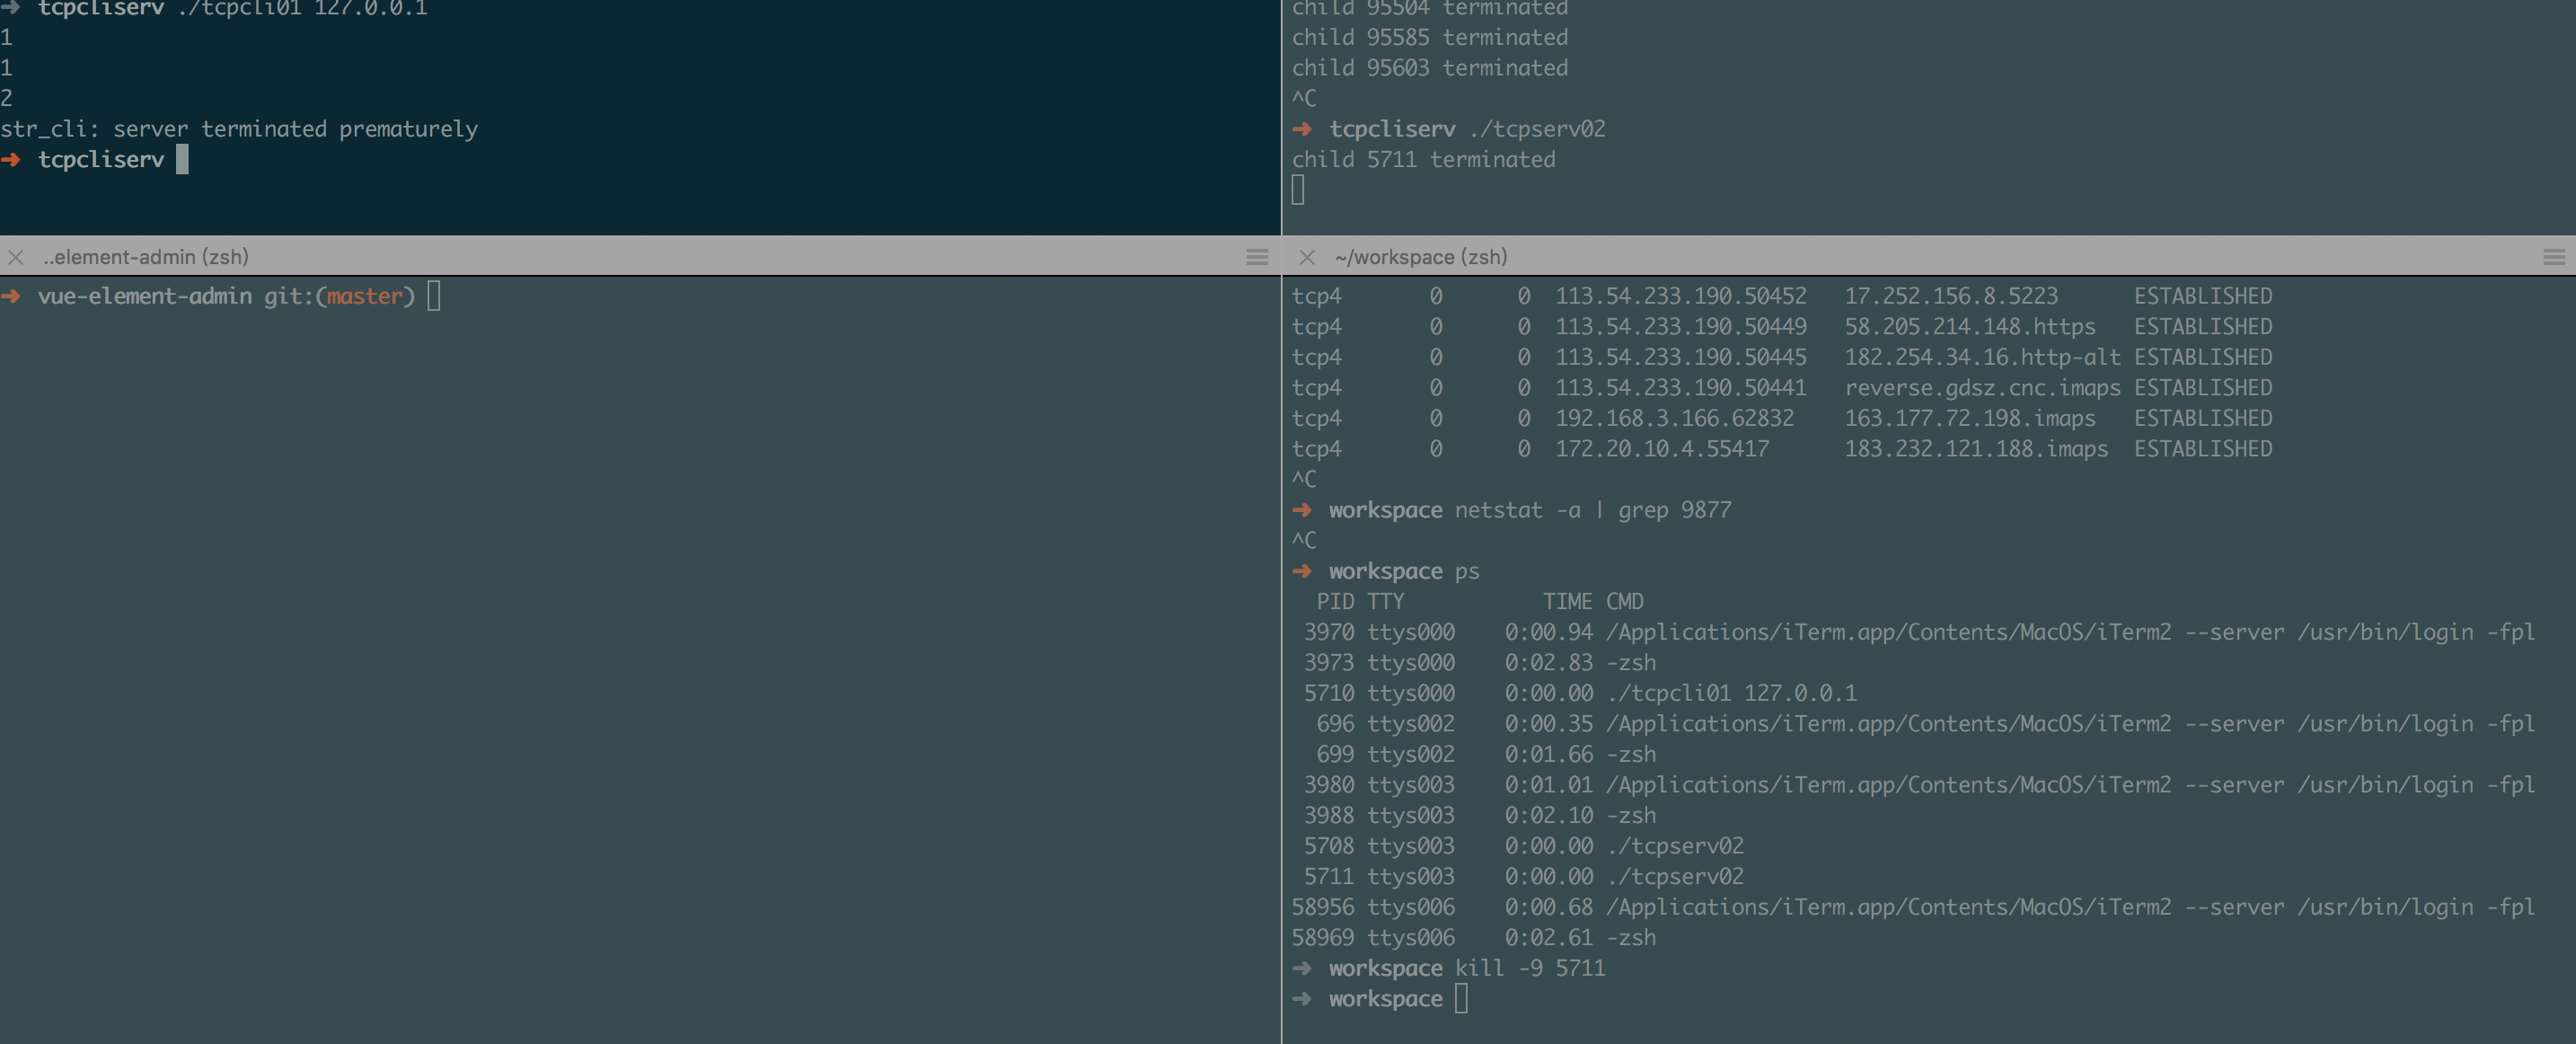 ➜ tcpcliserv ./tcpcli01 127.0.0.1
1
1
2
str_cli: server terminated prematurely
➜ tcpcliserv
child 95504 terminated
child 95585 terminated
child 95603 terminated
^C
➜ tcpcliserv ./tcpserv02
child 5711 terminated
..element-admin (zsh)
➜ vue-element-admin git:(master)
~/workspace (zsh)
tcp4 0 0 113.54.233.190.50452 17.252.156.8.5223 ESTABLISHED
tcp4 0 0 113.54.233.190.50449 58.205.214.148.https ESTABLISHED
tcp4 0 0 113.54.233.190.50445 182.254.34.16.http-alt ESTABLISHED
tcp4 0 0 113.54.233.190.50441 reverse.gdsz.cnc.imaps ESTABLISHED
tcp4 0 0 192.168.3.166.62832 163.177.72.198.imaps ESTABLISHED
tcp4 0 0 172.20.10.4.55417 183.232.121.188.imaps ESTABLISHED
^C
➜ workspace netstat -a | grep 9877
^C
➜ workspace ps
PID TTY TIME CMD
3970 ttys000 0:00.94 /Applications/iTerm.app/Contents/MacOS/iTerm2 --server /usr/bin/login -fpl
3973 ttys000 0:02.83 -zsh
5710 ttys000 0:00.00 ./tcpcli01 127.0.0.1
696 ttys002 0:00.35 /Applications/iTerm.app/Contents/MacOS/iTerm2 --server /usr/bin/login -fpl
699 ttys002 0:01.66 -zsh
3980 ttys003 0:01.01 /Applications/iTerm.app/Contents/MacOS/iTerm2 --server /usr/bin/login -fpl
3988 ttys003 0:02.10 -zsh
5708 ttys003 0:00.00 ./tcpserv02
5711 ttys003 0:00.00 ./tcpserv02
58956 ttys006 0:00.68 /Applications/iTerm.app/Contents/MacOS/iTerm2 --server /usr/bin/login -fpl
58969 ttys006 0:02.61 -zsh
➜ workspace kill -9 5711
➜ workspace